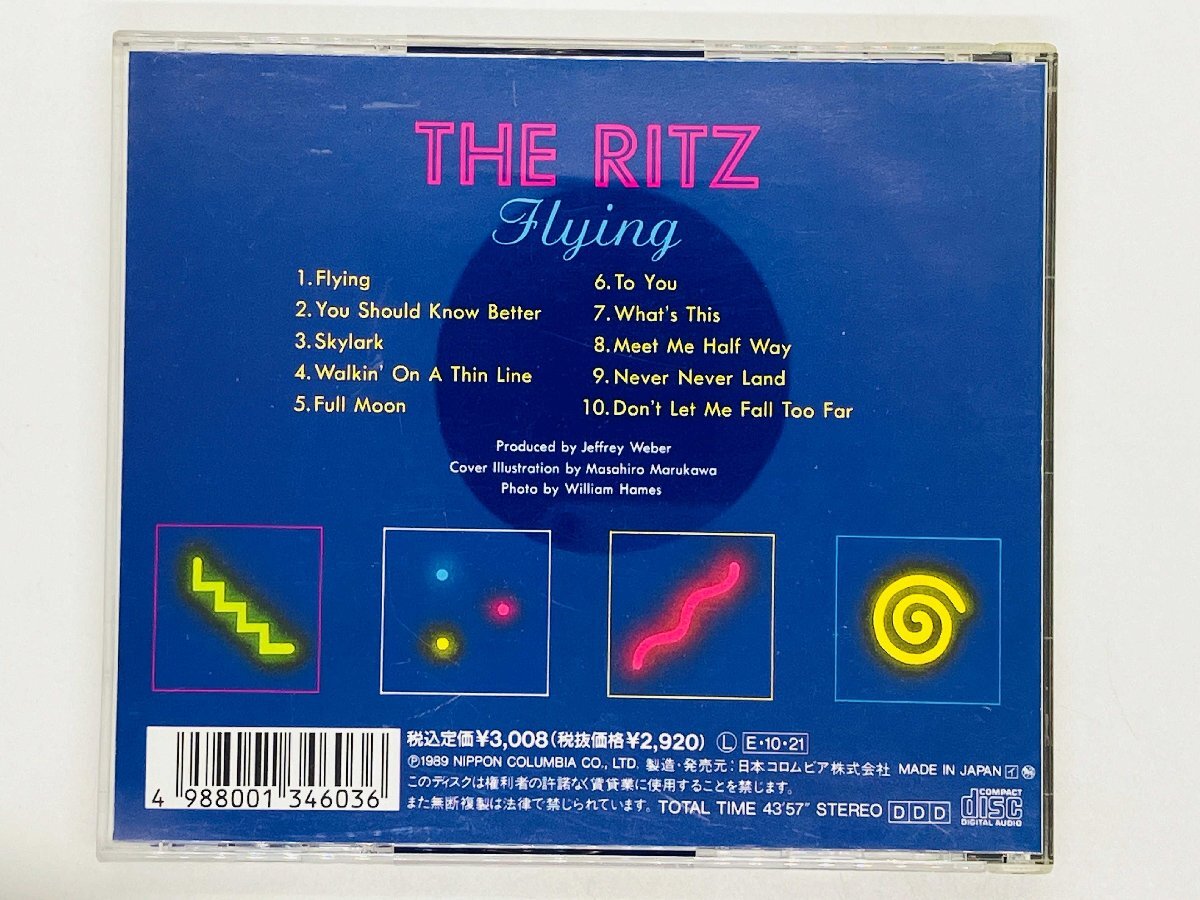 THE RITZ
Flying
1. Flying
2. You Should Know Better
3. Skylark
4. Walkin' On A Thin Line
5. Full Moon
6. To You
7. What's This
8. Meet Me Half Way
9. Never Never Land
10. Don't Let Me Fall Too Far
Produced by Jeffrey Weber
Cover Illustration by Masahiro Marukawa
Photo by William Hames
4 988001 346036
税込定価¥3,008(税抜価格¥2,920) Ⓛ E・10・21
Ⓟ1989 NIPPON COLUMBIA CO., LTD. 製造・発売元：日本コロムビア株式会社 MADE IN JAPAN
このディスクは権利者の許諾なく賃貸業に使用することを禁じます。
また無断複製は法律で禁じられています。 TOTAL TIME 43'57" STEREO DDD
COMPACT disc DIGITAL AUDIO